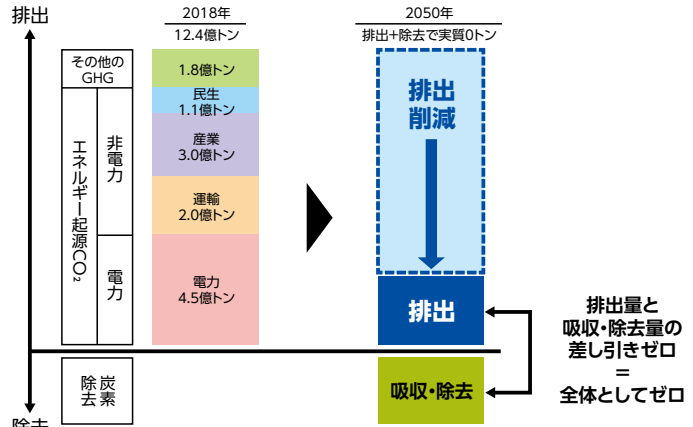 排出
2018年
12.4億トン
2050年
排出+除去で実質0トン
その他の
GHG
エネルギー起源CO₂
非電力
電力
1.8億トン
民生
1.1億トン
産業
3.0億トン
運輸
2.0億トン
電力
4.5億トン
排出
削減
排出
吸収・除去
排出量と
吸収・除去量の
差し引きゼロ
=
全体としてゼロ
炭素
除去
除去